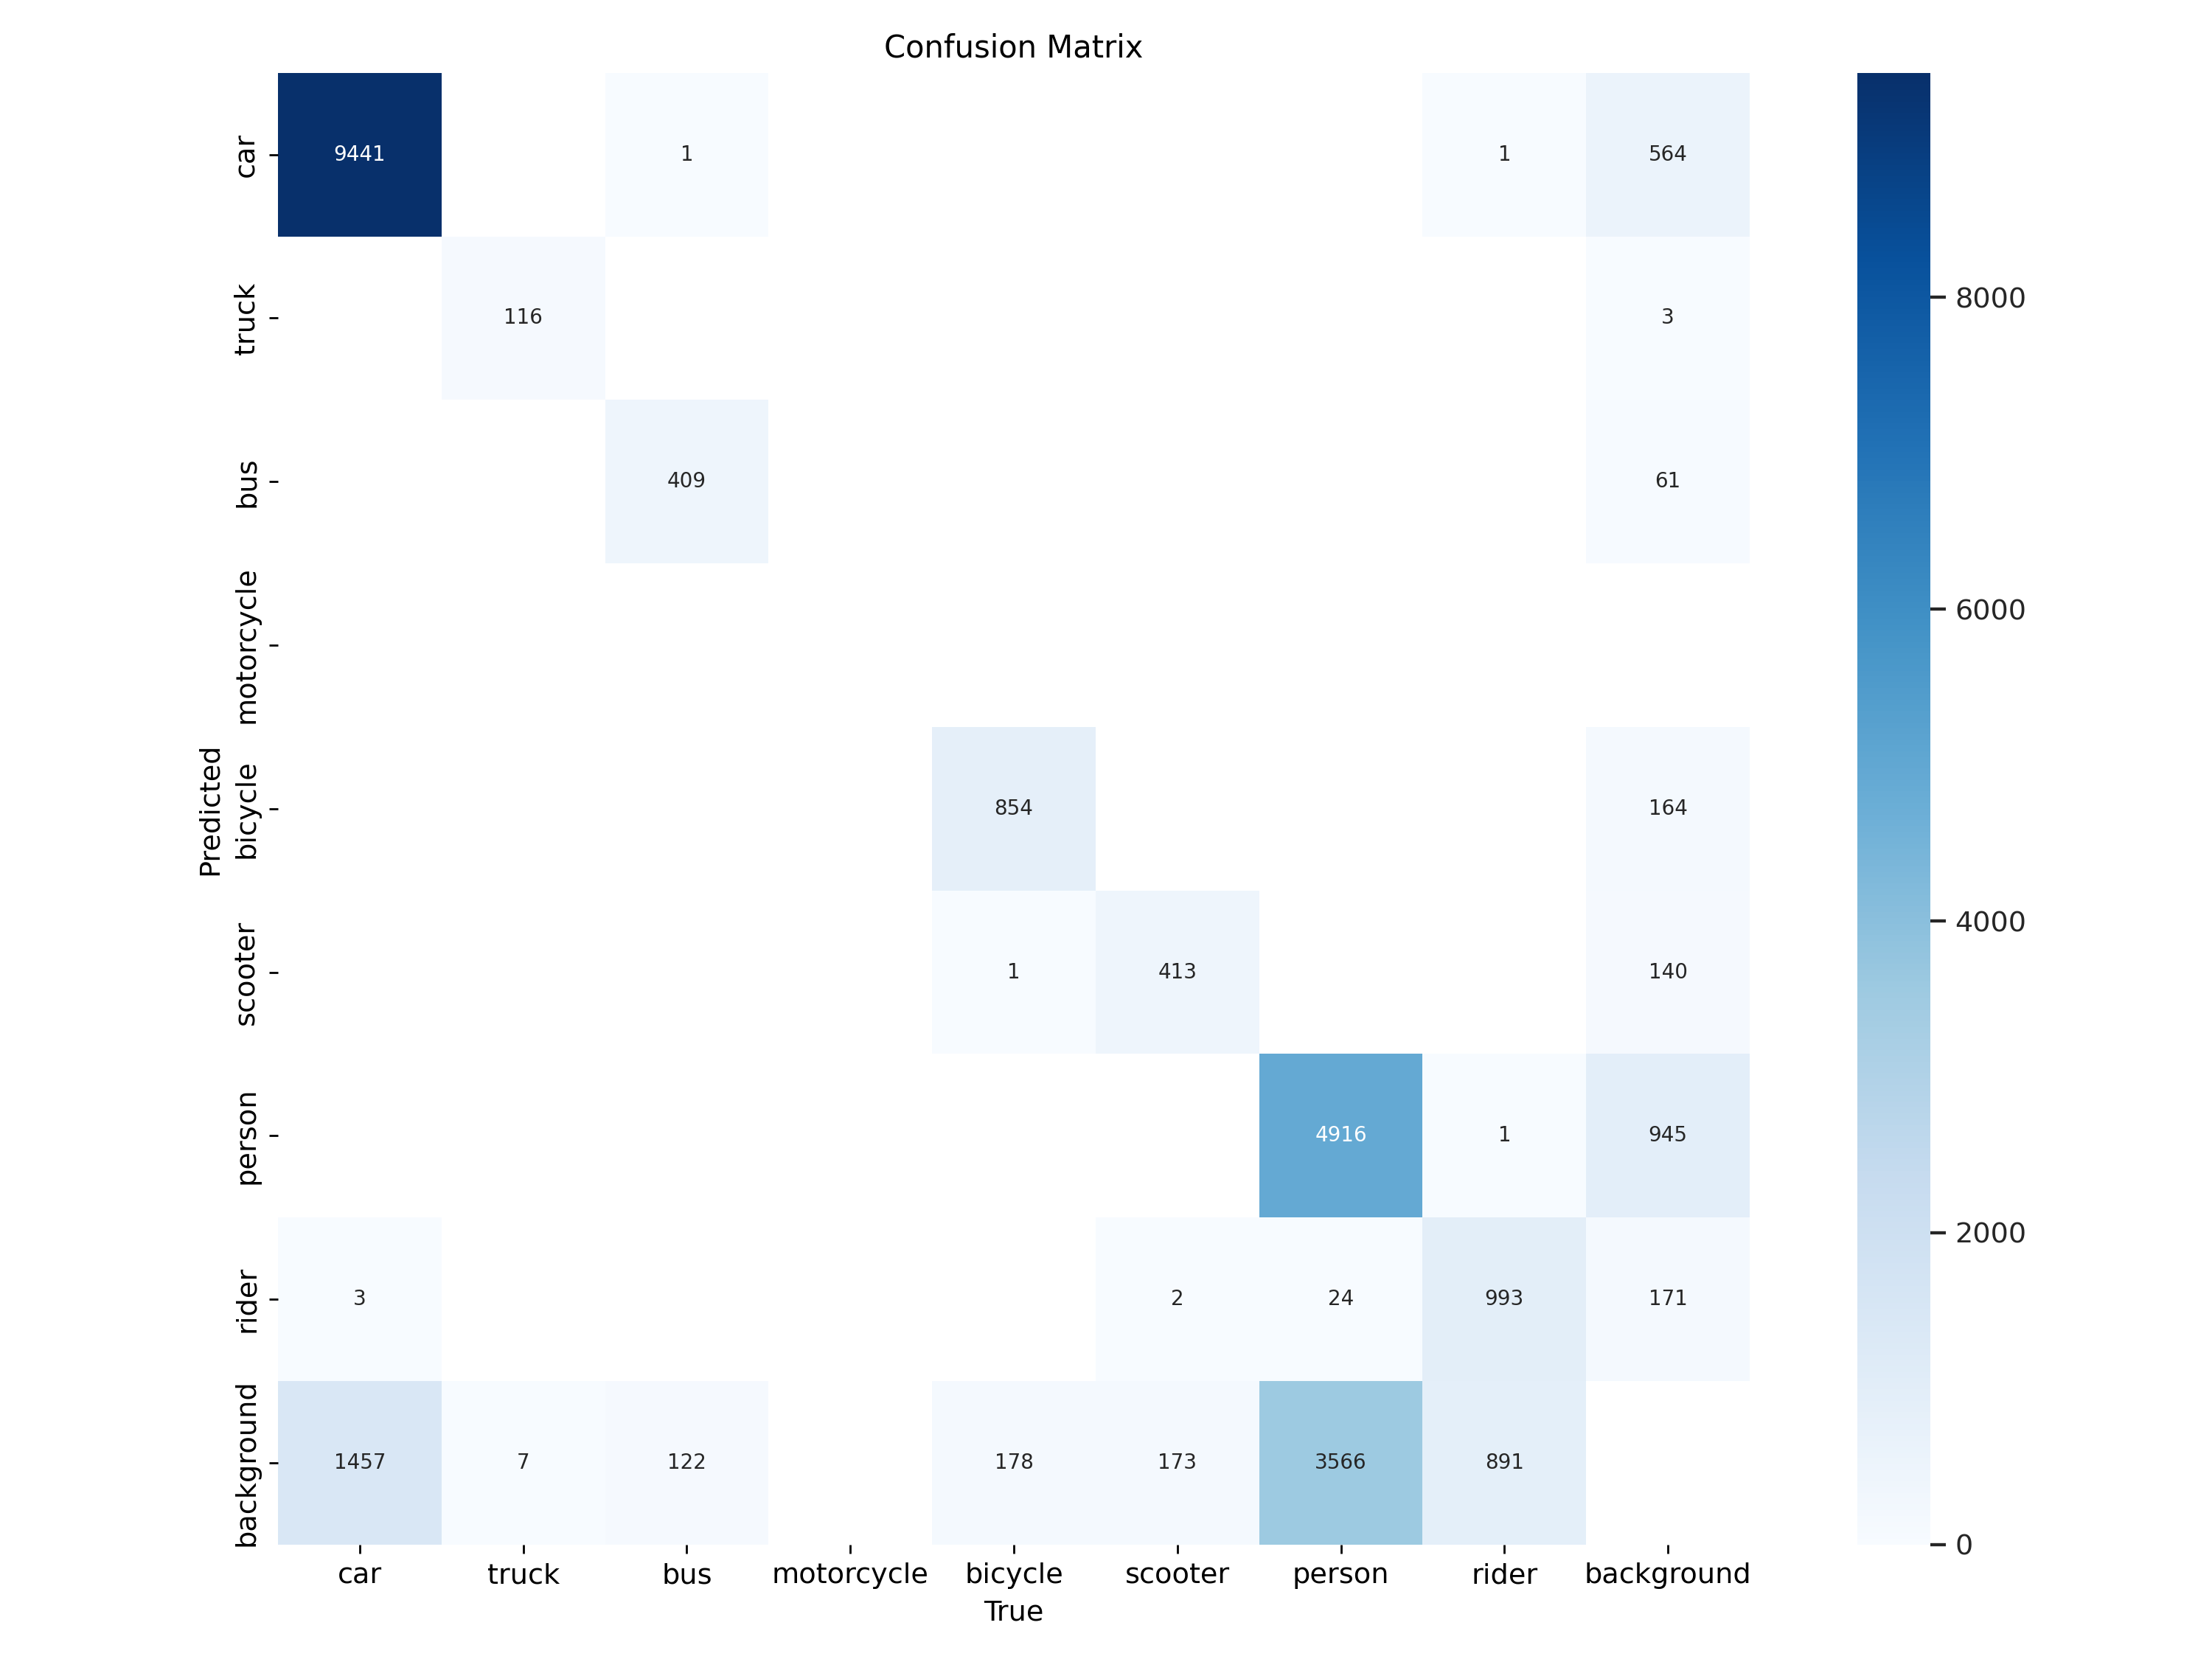 Confusion Matrix
car
9441
1
1
564
truck
116
3
8000
bus
409
61
motorcycle
6000
Predicted
bicycle
854
164
scooter
1
413
140
4000
person
4916
1
945
rider
3
2
24
993
171
2000
background
1457
7
122
178
173
3566
891
0
car truck bus motorcycle bicycle scooter person rider background
True